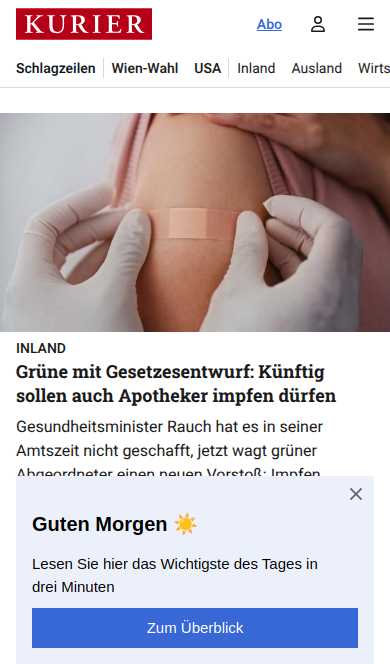 KURIER
Abo
Schlagzeilen Wien-Wahl USA Inland Ausland Wirts
INLAND
Grüne mit Gesetzesentwurf: Künftig
sollen auch Apotheker impfen dürfen
Gesundheitsminister Rauch hat es in seiner
Amtszeit nicht geschafft, jetzt wagt grüner
Abgeordneter einen neuen Vorstoß: Impfen
Guten Morgen ☀️
Lesen Sie hier das Wichtigste des Tages in
drei Minuten
Zum Überblick